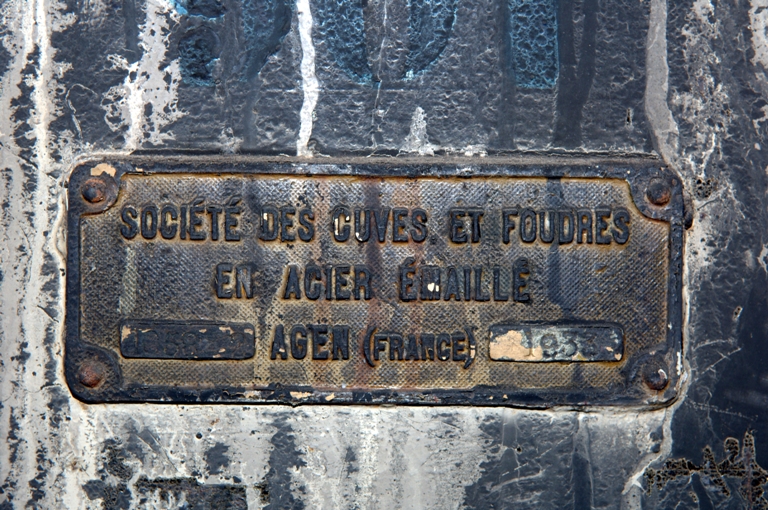 SOCIÉTÉ DES CUVES ET FOUDRES
EN ACIER ÉMAILLÉ
AGEN (FRANCE)